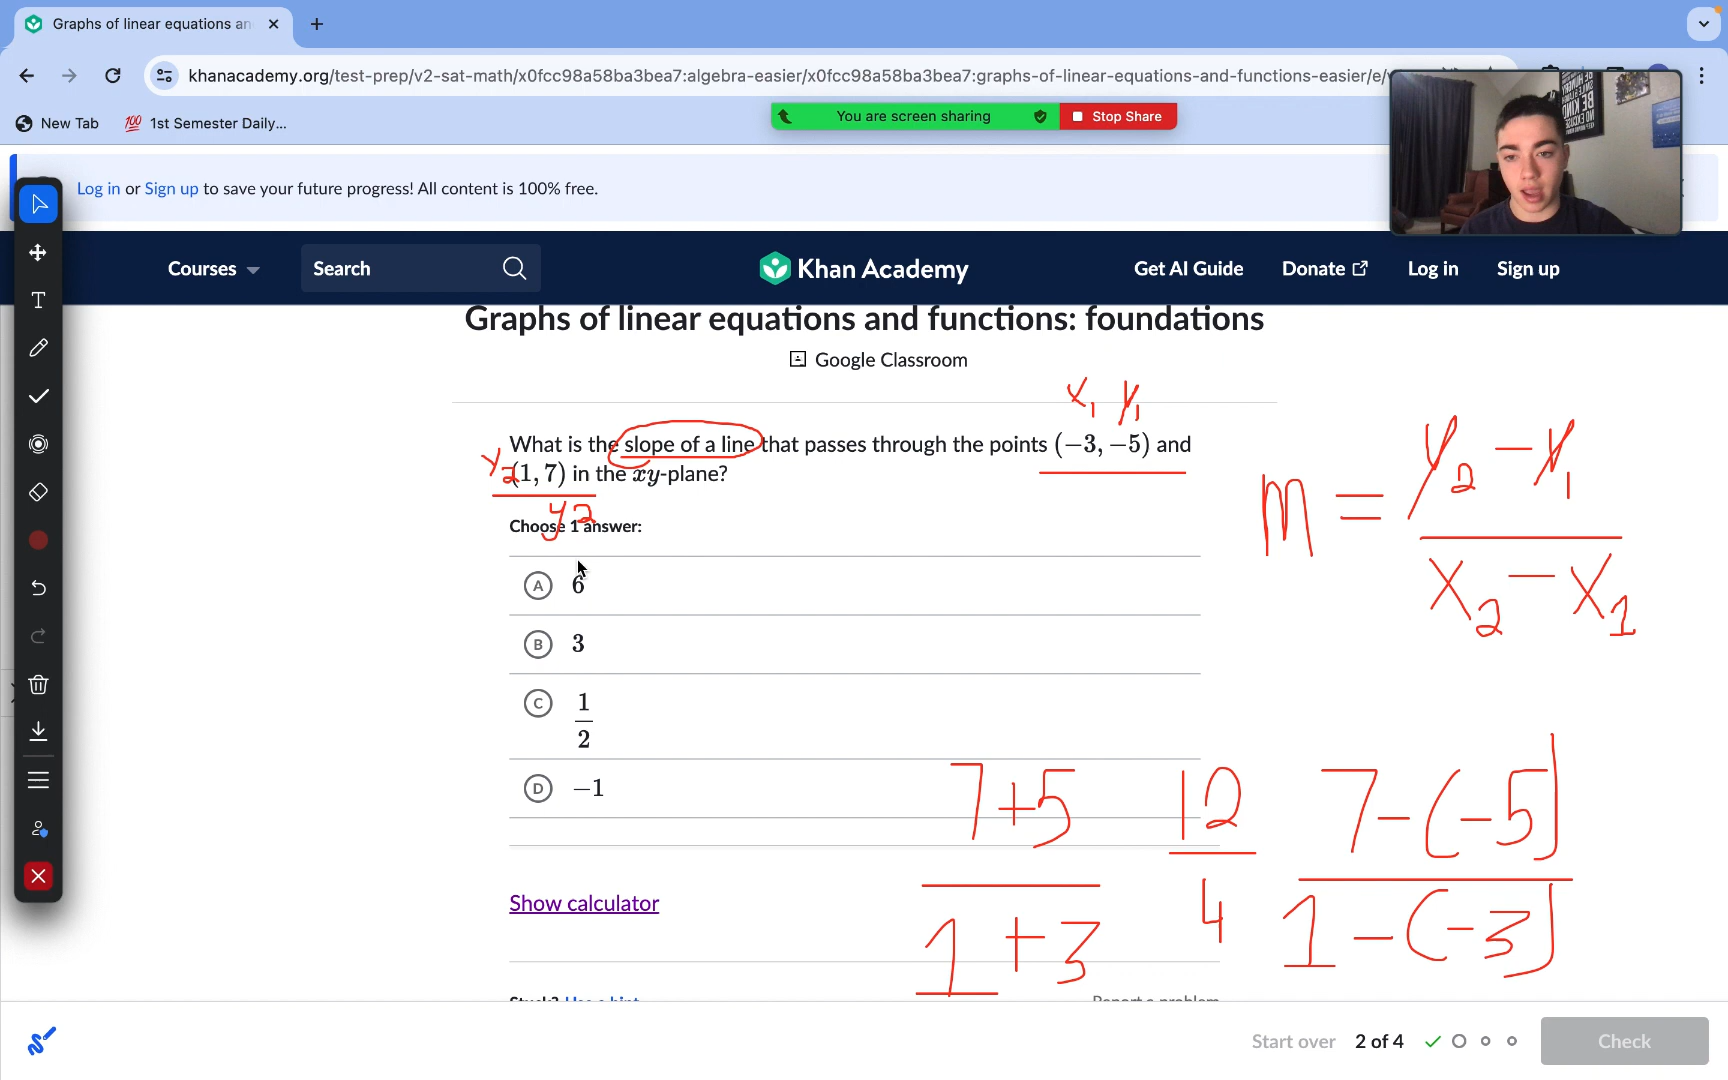 Graphs of linear equations an
khanacademy.org/test-prep/v2-sat-math/x0fcc98a58ba3bea7:algebra-easier/x0fcc98a58ba3bea7:graphs-of-linear-equations-and-functions-easier/e/
New Tab
100 1st Semester Daily...
You are screen sharing
Stop Share
Log in or Sign up to save your future progress! All content is 100% free.
Courses
Search
Khan Academy
Get AI Guide
Donate
Log in
Sign up
Graphs of linear equations and functions: foundations
Google Classroom
x₁ y₁
What is the slope of a line that passes through the points (−3, −5) and
(1, 7) in the xy-plane?
y2
Choose 1 answer:
m = y₂ − y₁
x₂ − x₁
A 6
B 3
C 1
2
D −1
7+5 12 7−(−5)
1+3 4 1−(−3)
Show calculator
Stuck? Use a hint
Report a problem
Start over
2 of 4
Check
T